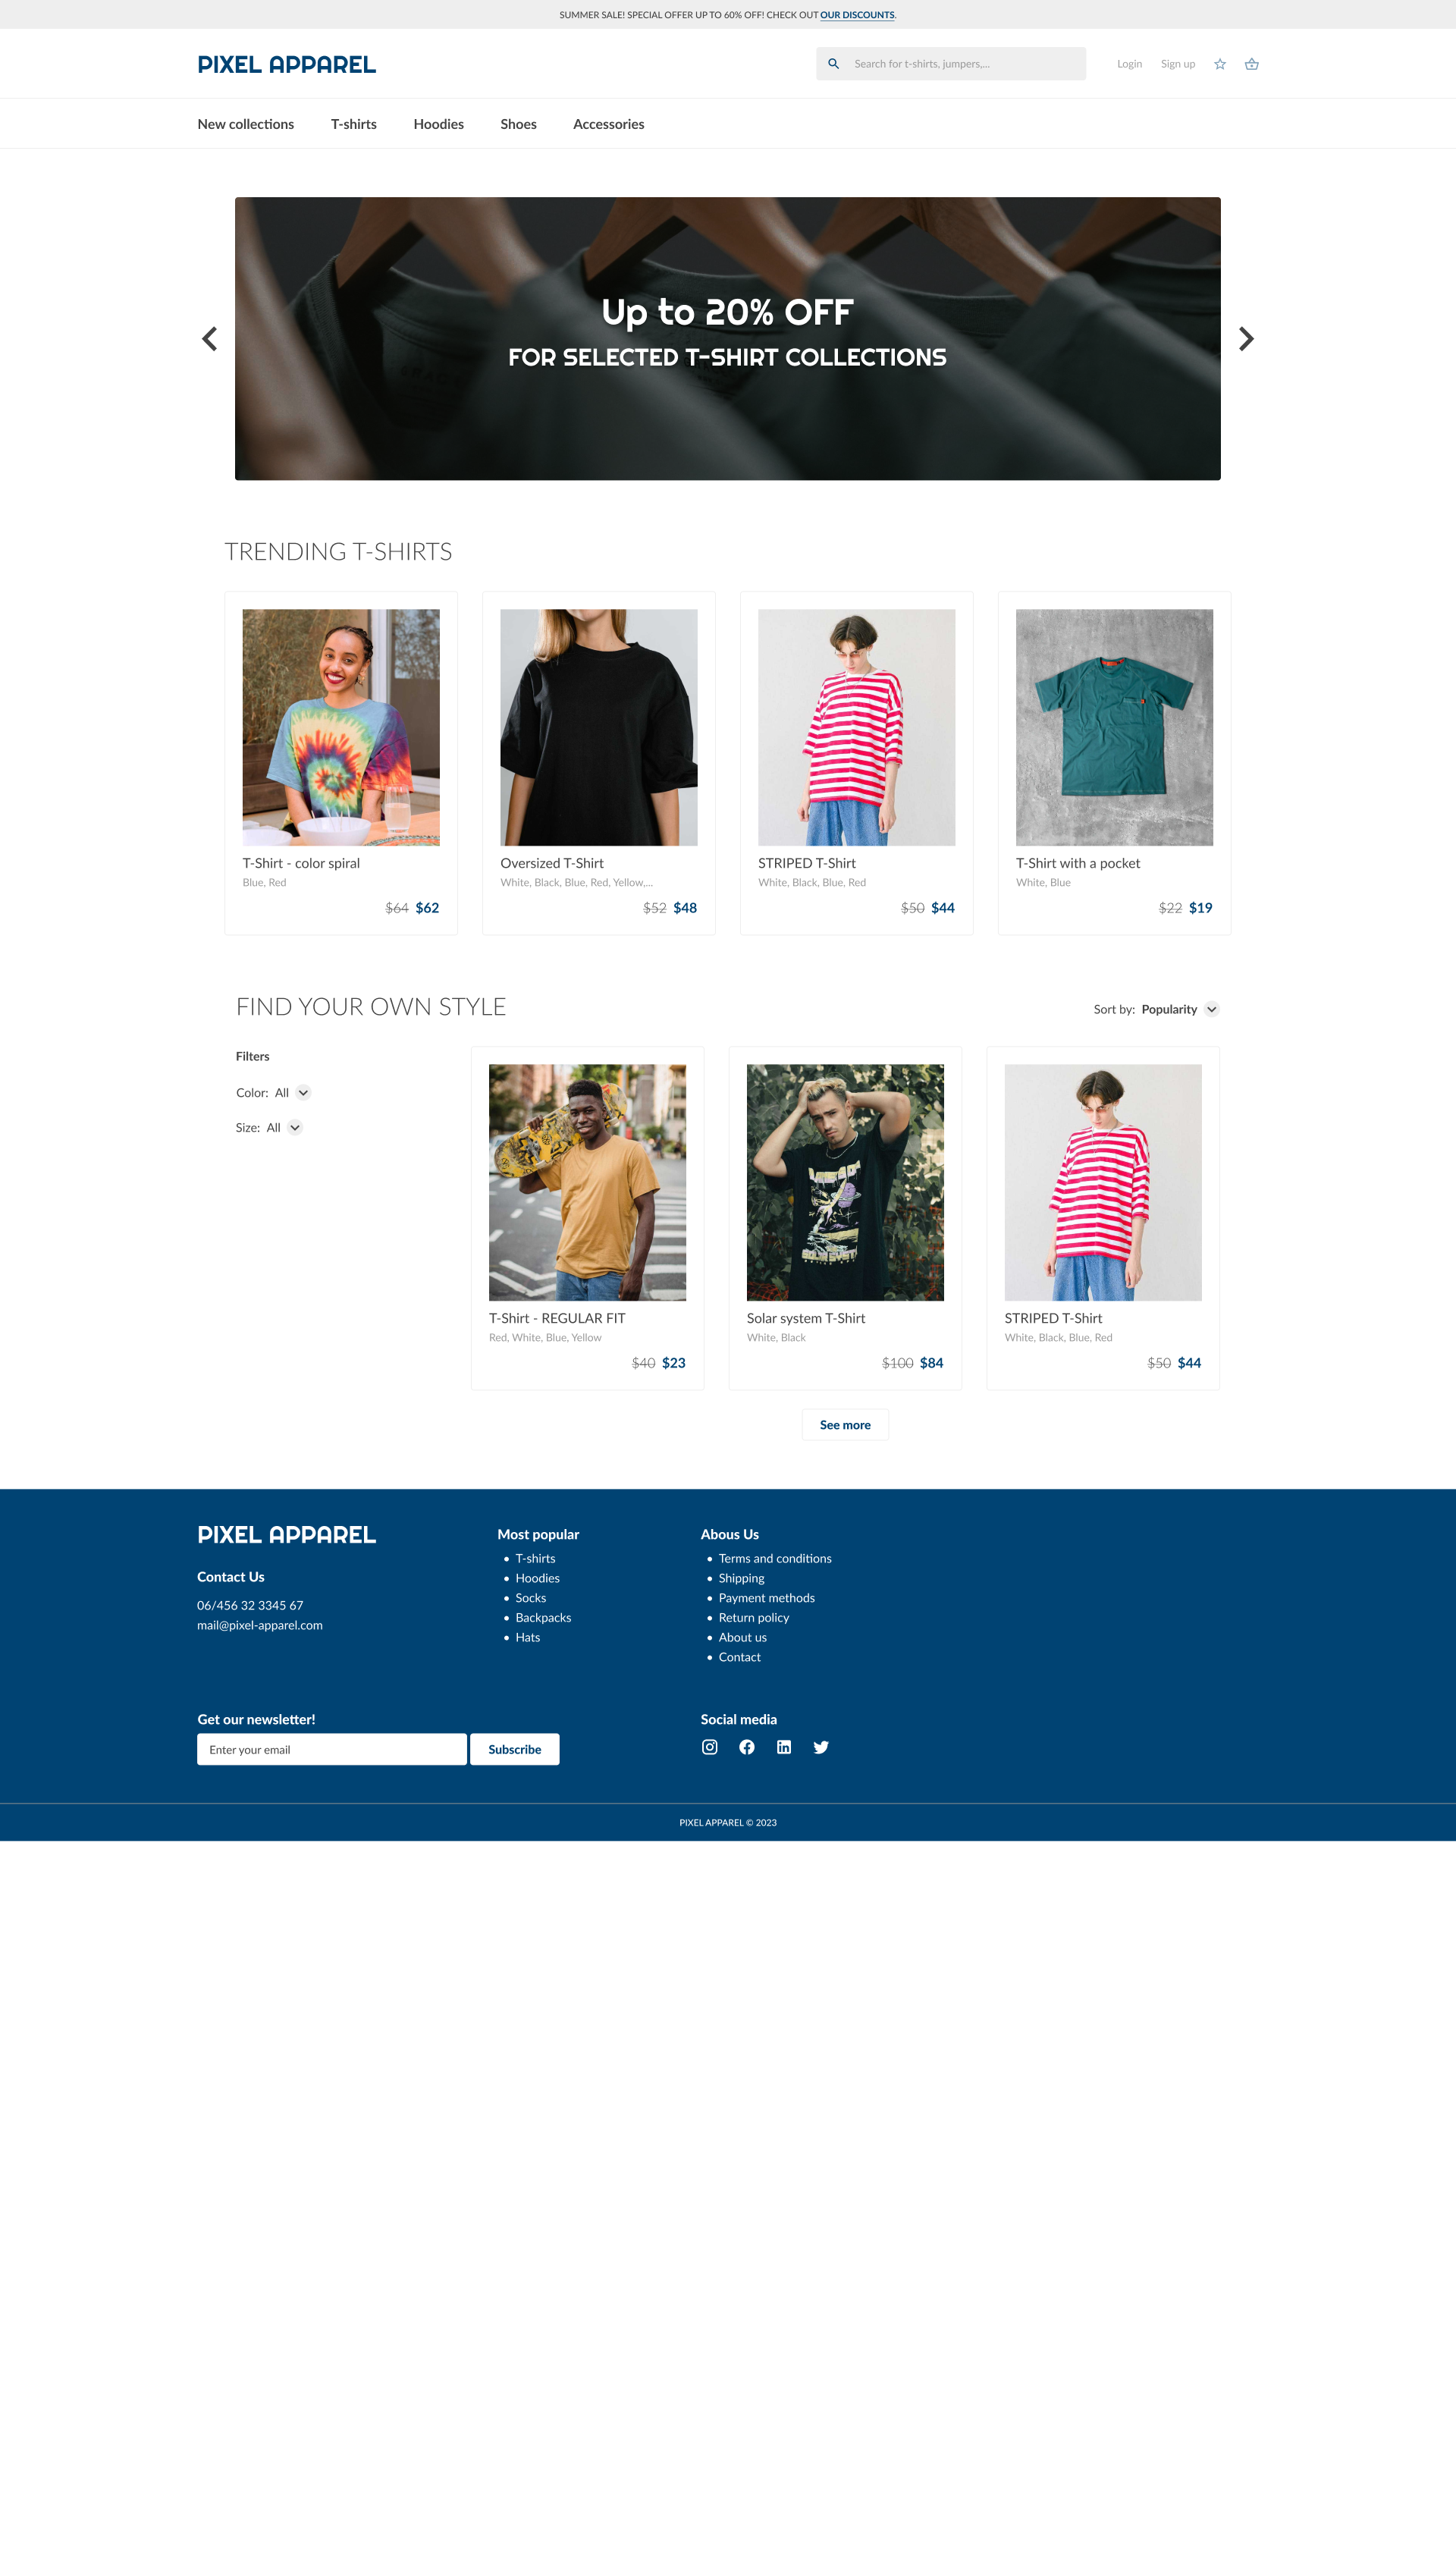 SUMMER SALE! SPECIAL OFFER UP TO 60% OFF! CHECK OUT OUR DISCOUNTS.
PIXEL APPAREL
Search for t-shirts, jumpers,...
Login
Sign up
New collections
T-shirts
Hoodies
Shoes
Accessories
Up to 20% OFF
FOR SELECTED T-SHIRT COLLECTIONS
TRENDING T-SHIRTS
T-Shirt - color spiral
Blue, Red
$64 $62
Oversized T-Shirt
White, Black, Blue, Red, Yellow,...
$52 $48
STRIPED T-Shirt
White, Black, Blue, Red
$50 $44
T-Shirt with a pocket
White, Blue
$22 $19
FIND YOUR OWN STYLE
Sort by: Popularity
Filters
Color: All
Size: All
T-Shirt - REGULAR FIT
Red, White, Blue, Yellow
$40 $23
Solar system T-Shirt
White, Black
$100 $84
STRIPED T-Shirt
White, Black, Blue, Red
$50 $44
See more
PIXEL APPAREL
Contact Us
06/456 32 3345 67
mail@pixel-apparel.com
Most popular
• T-shirts
• Hoodies
• Socks
• Backpacks
• Hats
Abous Us
• Terms and conditions
• Shipping
• Payment methods
• Return policy
• About us
• Contact
Get our newsletter!
Enter your email
Subscribe
Social media
PIXEL APPAREL © 2023